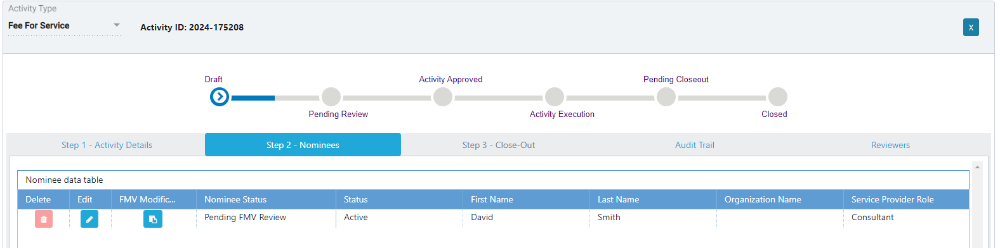 Activity Type
Fee For Service
Activity ID: 2024-175208
X
Draft
Activity Approved
Pending Closeout
Pending Review
Activity Execution
Closed
Step 1 - Activity Details
Step 2 - Nominees
Step 3 - Close-Out
Audit Trail
Reviewers
Nominee data table
Delete Edit FMV Modific... Nominee Status Status First Name Last Name Organization Name Service Provider Role
Pending FMV Review Active David Smith Consultant